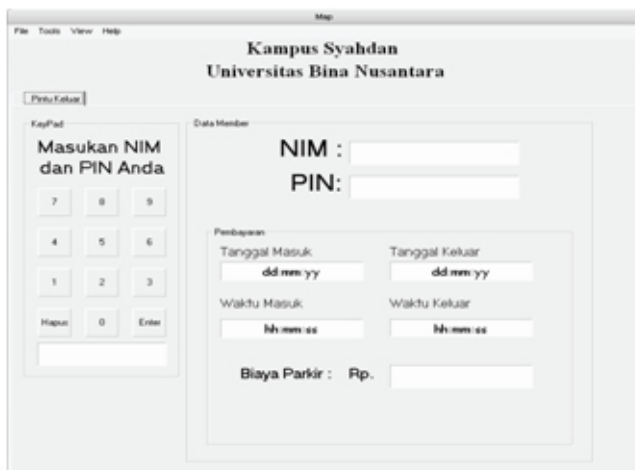 Map
File Tools View Help
Kampus Syahdan
Universitas Bina Nusantara
Pintu Keluar
KeyPad
Masukan NIM
dan PIN Anda
7 8 9
4 5 6
1 2 3
Hapus 0 Enter
Data Member
NIM :
PIN:
Pembayaran
Tanggal Masuk Tanggal Keluar
dd:mm:yy dd:mm:yy
Waktu Masuk Waktu Keluar
hh:mm:ss hh:mm:ss
Biaya Parkir : Rp.